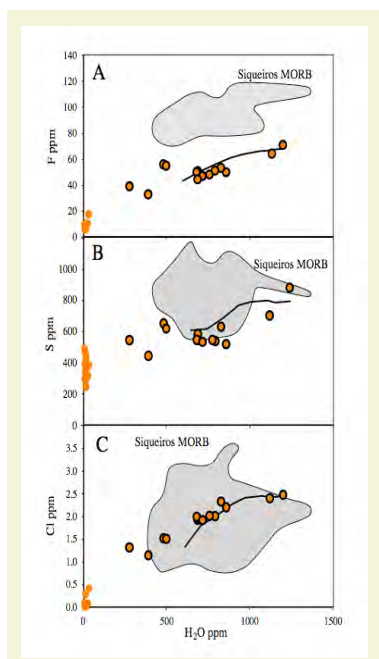 140
120
100
80
60
40
20
0
F ppm
A
Siqueiros MORB
1000
800
600
400
200
0
S ppm
B
Siqueiros MORB
3.5
3.0
2.5
2.0
1.5
1.0
0.5
0.0
Cl ppm
C
Siqueiros MORB
0 500 1000 1500
H₂O ppm